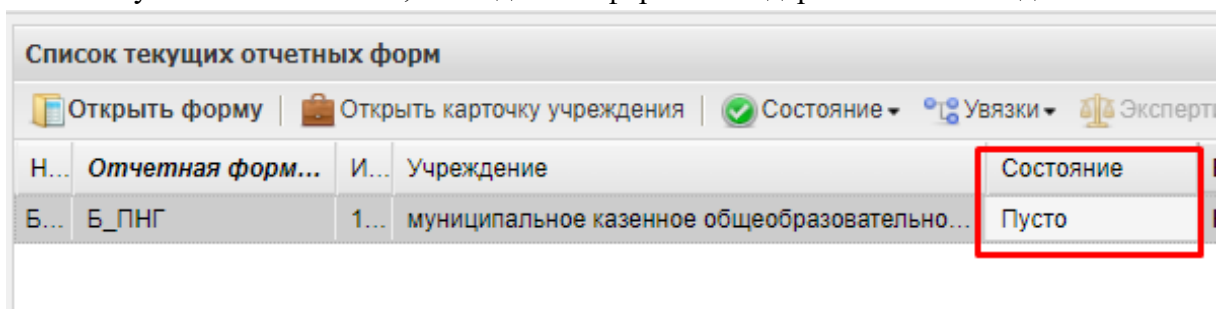 Список текущих отчетных форм
Открыть форму Открыть карточку учреждения Состояние Увязки Эксперти
Н... Отчетная форм... И... Учреждение Состояние
Б... Б_ПНГ 1... муниципальное казенное общеобразовательно... Пусто